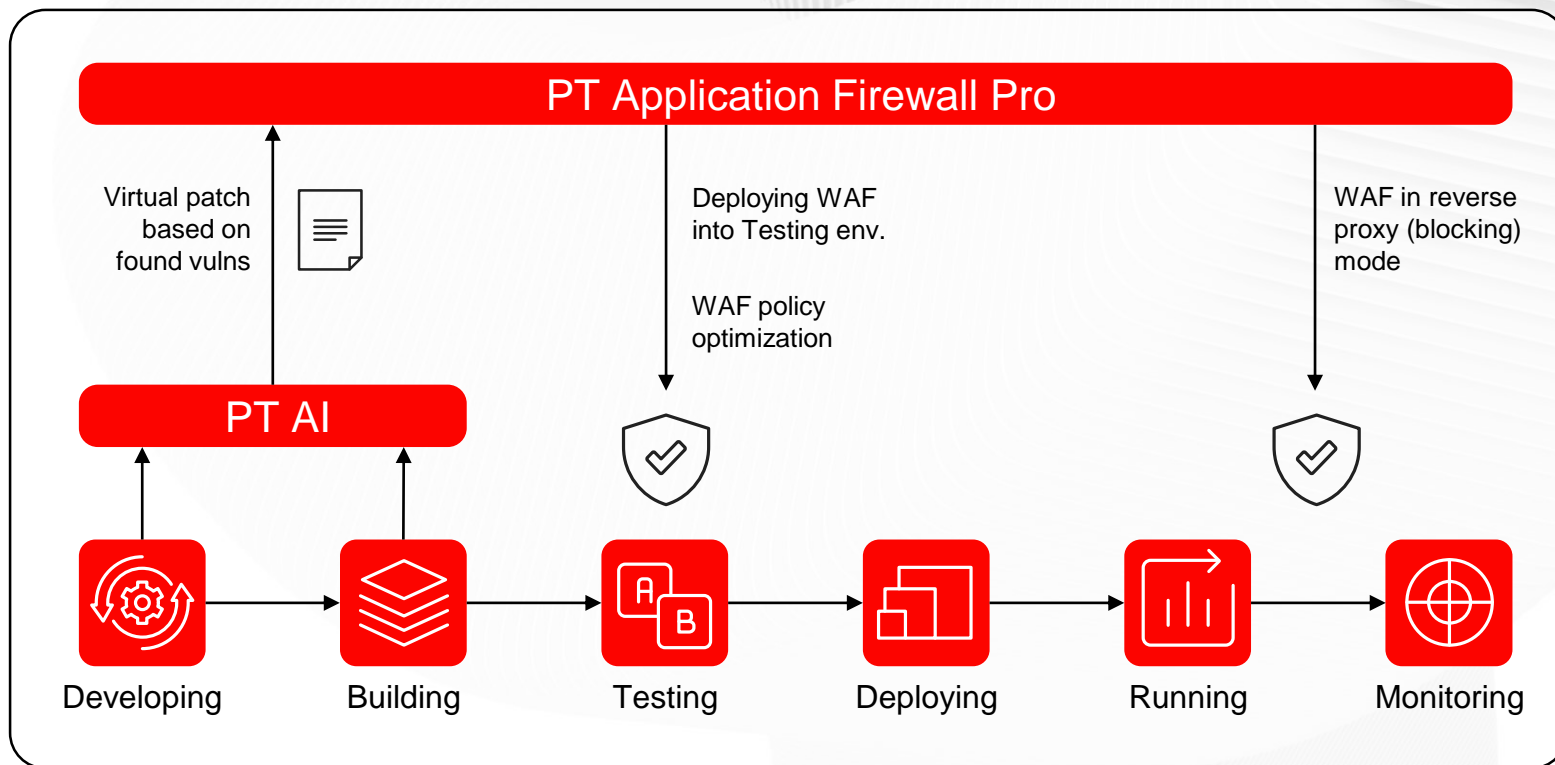 PT Application Firewall Pro
Virtual patch
based on
found vulns
Deploying WAF
into Testing env.
WAF policy
optimization
WAF in reverse
proxy (blocking)
mode
PT AI
A
B
Developing
Building
Testing
Deploying
Running
Monitoring